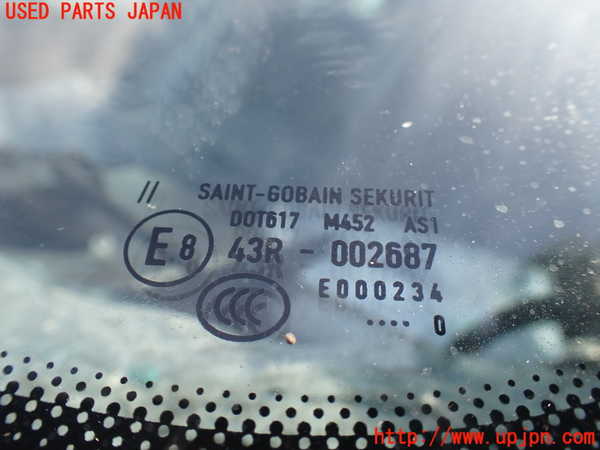 USED PARTS JAPAN
// SAINT-GOBAIN SEKURIT
DOT617 M452 AS1
E8 43R - 002687
E000234
CCC
.... 0
http://www.upjpn.com/